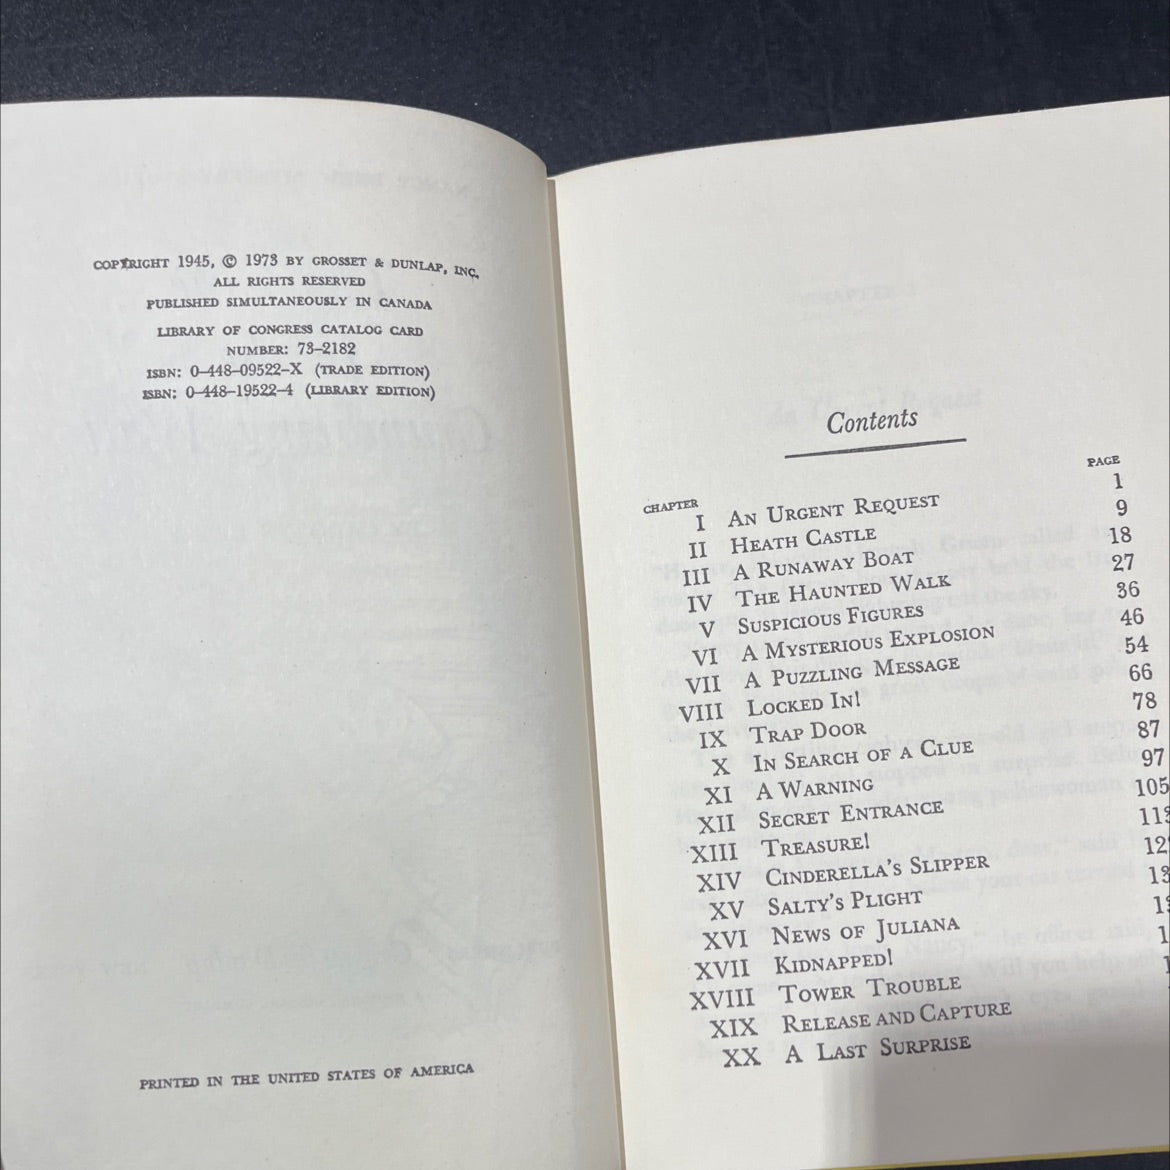 COPYRIGHT 1945, © 1973 BY GROSSET & DUNLAP, INC.
ALL RIGHTS RESERVED
PUBLISHED SIMULTANEOUSLY IN CANADA
LIBRARY OF CONGRESS CATALOG CARD
NUMBER: 73-2182
ISBN: 0-448-09522-X (TRADE EDITION)
ISBN: 0-448-19522-4 (LIBRARY EDITION)
PRINTED IN THE UNITED STATES OF AMERICA
Contents
CHAPTER PAGE
I AN URGENT REQUEST 1
II HEATH CASTLE 9
III A RUNAWAY BOAT 18
IV THE HAUNTED WALK 27
V SUSPICIOUS FIGURES 36
VI A MYSTERIOUS EXPLOSION 46
VII A PUZZLING MESSAGE 54
VIII LOCKED IN! 66
IX TRAP DOOR 78
X IN SEARCH OF A CLUE 87
XI A WARNING 97
XII SECRET ENTRANCE 105
XIII TREASURE!
XIV CINDERELLA'S SLIPPER
XV SALTY'S PLIGHT
XVI NEWS OF JULIANA
XVII KIDNAPPED!
XVIII TOWER TROUBLE
XIX RELEASE AND CAPTURE
XX A LAST SURPRISE